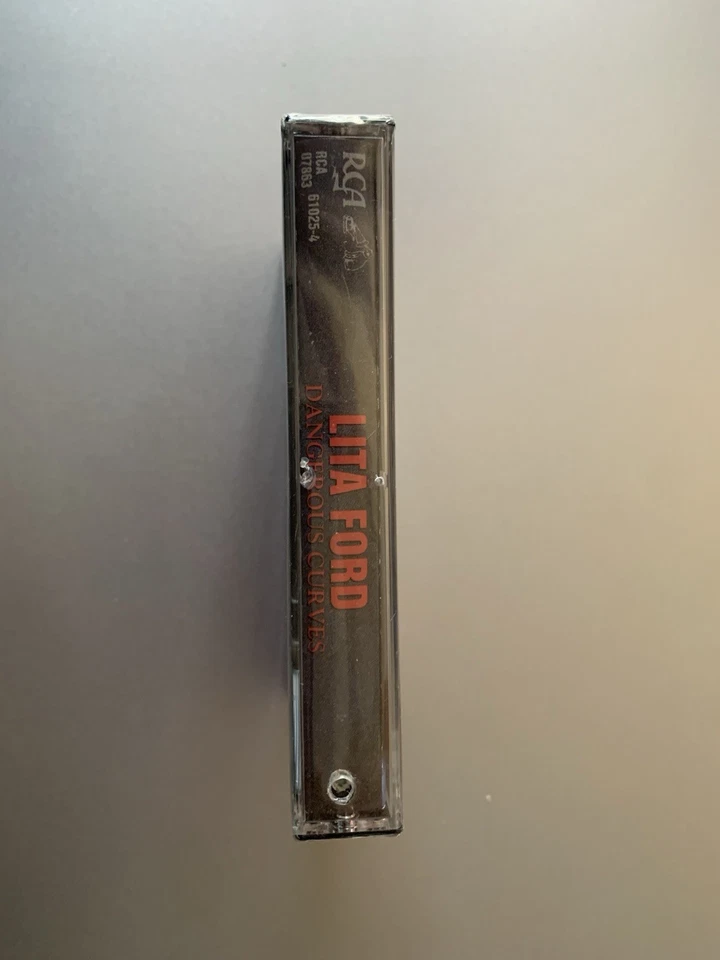 RCA
RCA
07863 61025-4
LITA FORD
DANGEROUS CURVES